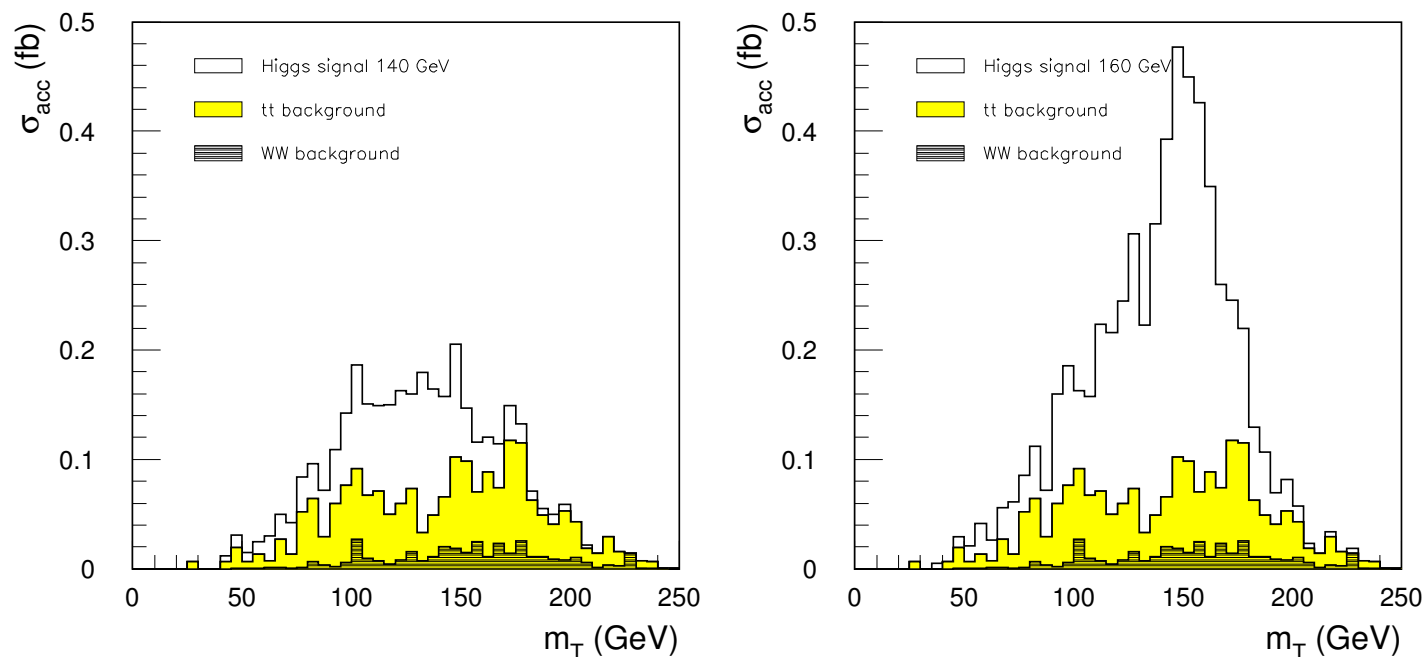 σacc (fb)
0.5
0.4
0.3
0.2
0.1
0
Higgs signal 140 GeV
tt background
WW background
0 50 100 150 200 250
mT (GeV)
σacc (fb)
0.5
0.4
0.3
0.2
0.1
0
Higgs signal 160 GeV
tt background
WW background
0 50 100 150 200 250
mT (GeV)